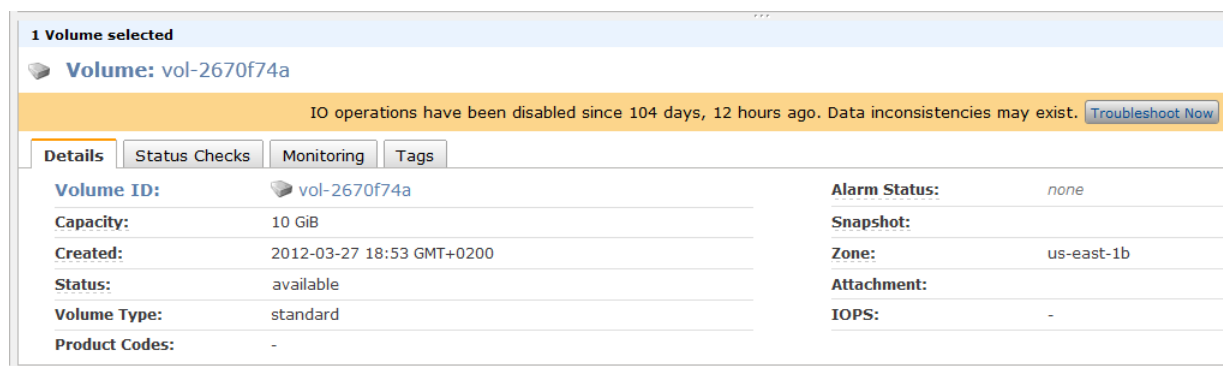 1 Volume selected
Volume: vol-2670f74a
IO operations have been disabled since 104 days, 12 hours ago. Data inconsistencies may exist. Troubleshoot Now
Details Status Checks Monitoring Tags
Volume ID: vol-2670f74a Alarm Status: none
Capacity: 10 GiB Snapshot:
Created: 2012-03-27 18:53 GMT+0200 Zone: us-east-1b
Status: available Attachment:
Volume Type: standard IOPS: -
Product Codes: -